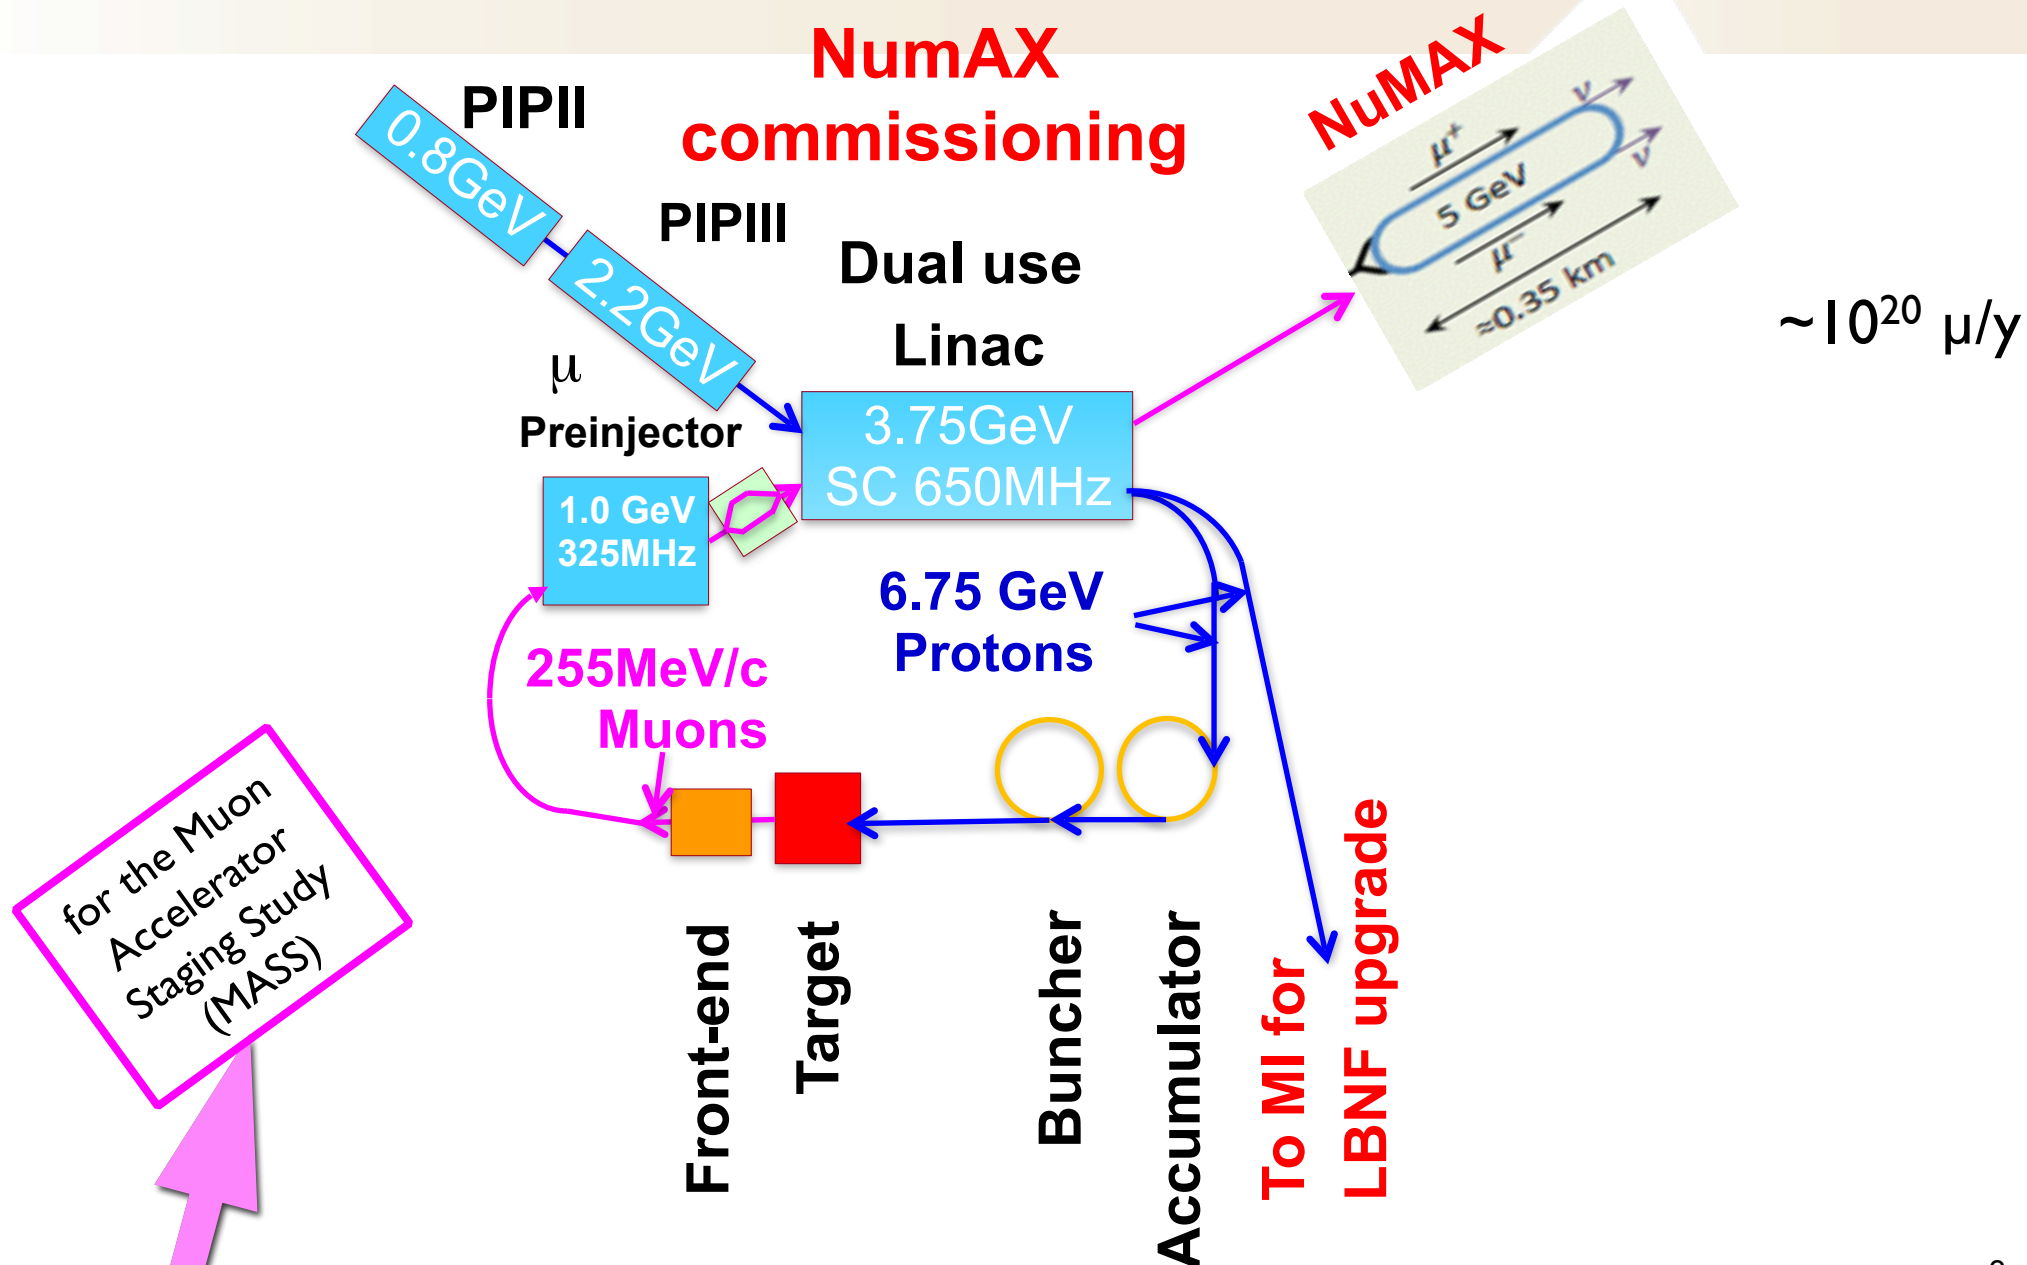 NumAX
commissioning
PIPII
0.8GeV
PIPIII
2.2GeV
Dual use
Linac
3.75GeV
SC 650MHz
NuMAX
μ⁺
5 GeV
μ⁻
ν
ν
≈0.35 km
~10²⁰ μ/y
μ
Preinjector
1.0 GeV
325MHz
6.75 GeV
Protons
255MeV/c
Muons
for the Muon
Accelerator
Staging Study
(MASS)
Front-end
Target
Buncher
Accumulator
To MI for
LBNF upgrade